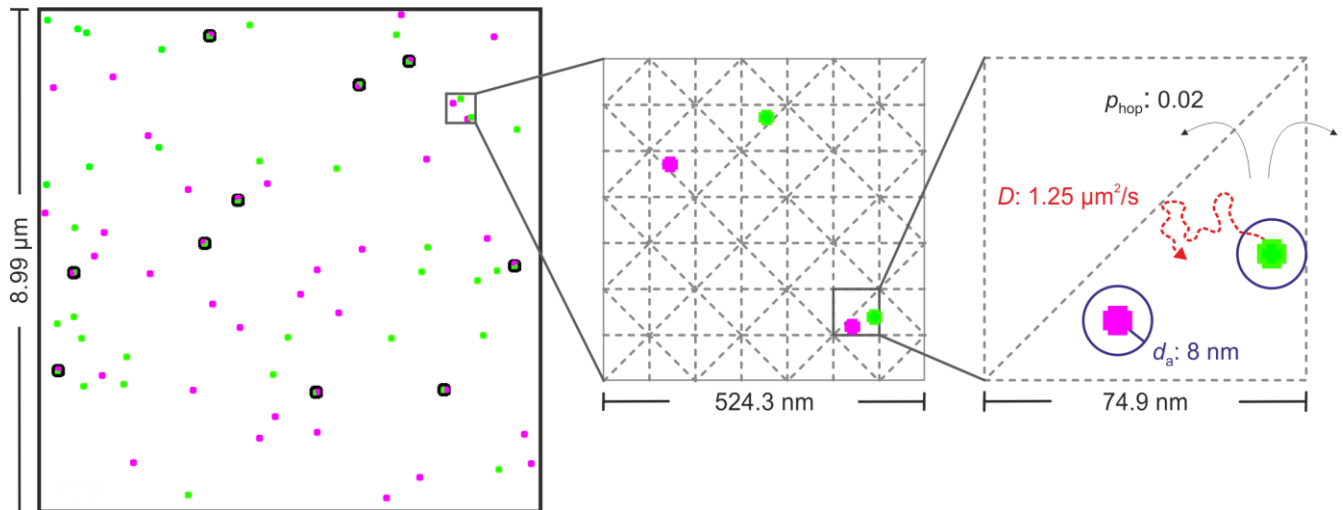 8.99 μm
524.3 nm
p_hop: 0.02
D: 1.25 μm²/s
d_a: 8 nm
74.9 nm